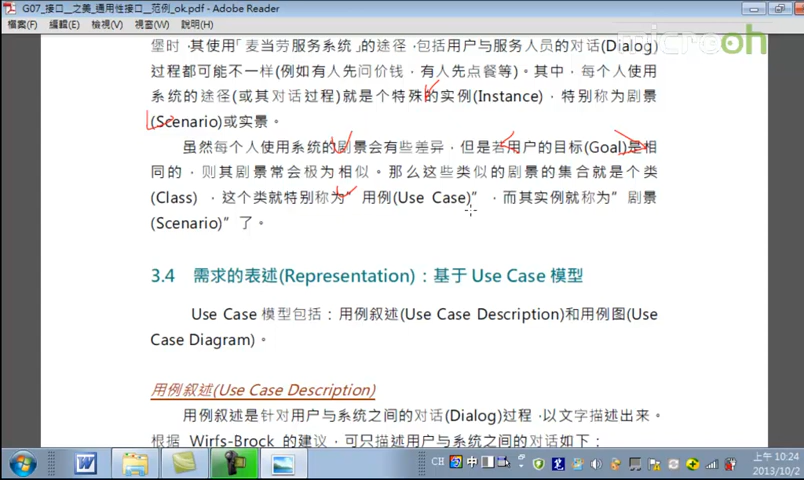 G07_接口__之美_通用性接口__范例_ok.pdf - Adobe Reader
檔案(F) 編輯(E) 檢視(V) 視窗(W) 說明(H)
microoh
堡时,其使用「麦当劳服务系统」的途径,包括用户与服务人员的对话(Dialog)
过程都可能不一样(例如有人先问价钱,有人先点餐等)。其中,每个人使用
系统的途径(或其对话过程)就是个特殊的实例(Instance),特别称为剧景
(Scenario)或实景。
虽然每个人使用系统的剧景会有些差异,但是若用户的目标(Goal)是相
同的,则其剧景常会极为相似。那么这些类似的剧景的集合就是个类
(Class),这个类就特别称为”用例(Use Case)”,而其实例就称为”剧景
(Scenario)”了。
3.4 需求的表述(Representation):基于 Use Case 模型
Use Case 模型包括:用例叙述(Use Case Description)和用例图(Use
Case Diagram)。
用例叙述(Use Case Description)
用例叙述是针对用户与系统之间的对话(Dialog)过程,以文字描述出来。
根据 Wirfs-Brock 的建议,可只描述用户与系统之间的对话如下:
CH 中
上午 10:24
2013/10/2